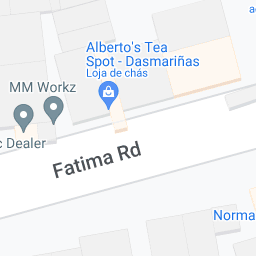 Alberto's Tea
Spot - Dasmariñas
Loja de chás
MM Workz
c Dealer
Fatima Rd
Norma